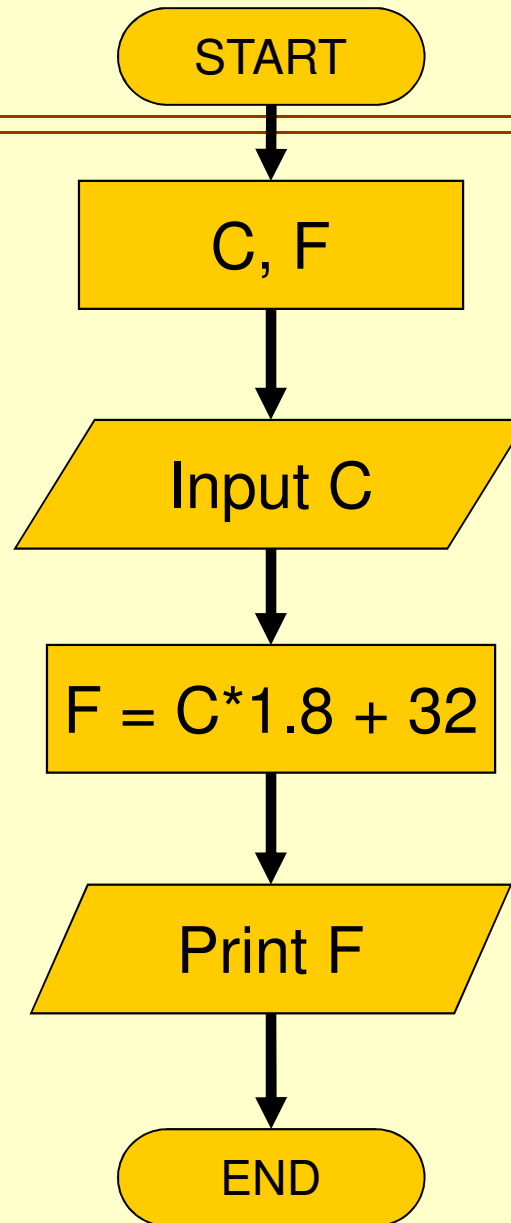 START
C, F
Input C
F = C*1.8 + 32
Print F
END